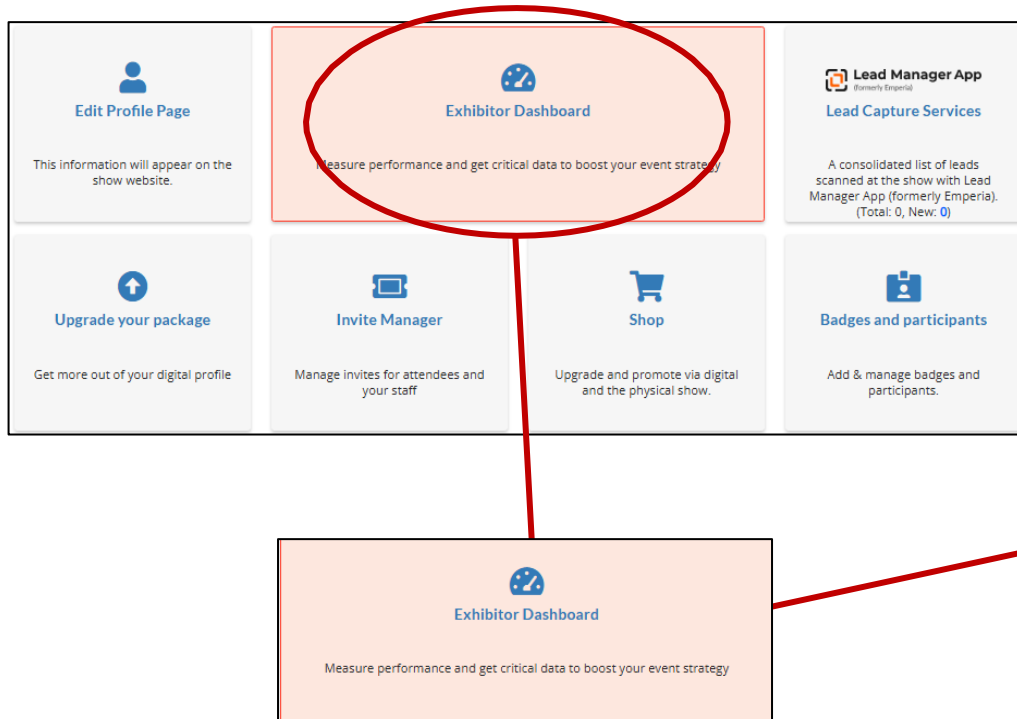 Edit Profile Page
This information will appear on the
show website.
Exhibitor Dashboard
Measure performance and get critical data to boost your event strategy
Lead Manager App
(formerly Emperia)
Lead Capture Services
A consolidated list of leads
scanned at the show with Lead
Manager App (formerly Emperia).
(Total: 0, New: 0)
Upgrade your package
Get more out of your digital profile
Invite Manager
Manage invites for attendees and
your staff
Shop
Upgrade and promote via digital
and the physical show.
Badges and participants
Add & manage badges and
participants.
Exhibitor Dashboard
Measure performance and get critical data to boost your event strategy